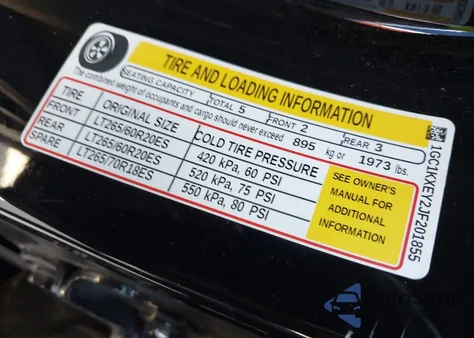 TIRE AND LOADING INFORMATION
SEATING CAPACITY TOTAL 5 FRONT 2 REAR 3
The combined weight of occupants and cargo should never exceed 895 kg or 1973 lbs.
TIRE ORIGINAL SIZE COLD TIRE PRESSURE
FRONT LT265/60R20ES 420 kPa, 60 PSI
REAR LT265/60R20ES 520 kPa, 75 PSI
SPARE LT265/70R18ES 550 kPa, 80 PSI
SEE OWNER'S
MANUAL FOR
ADDITIONAL
INFORMATION
1GC1KXEY2JF201855